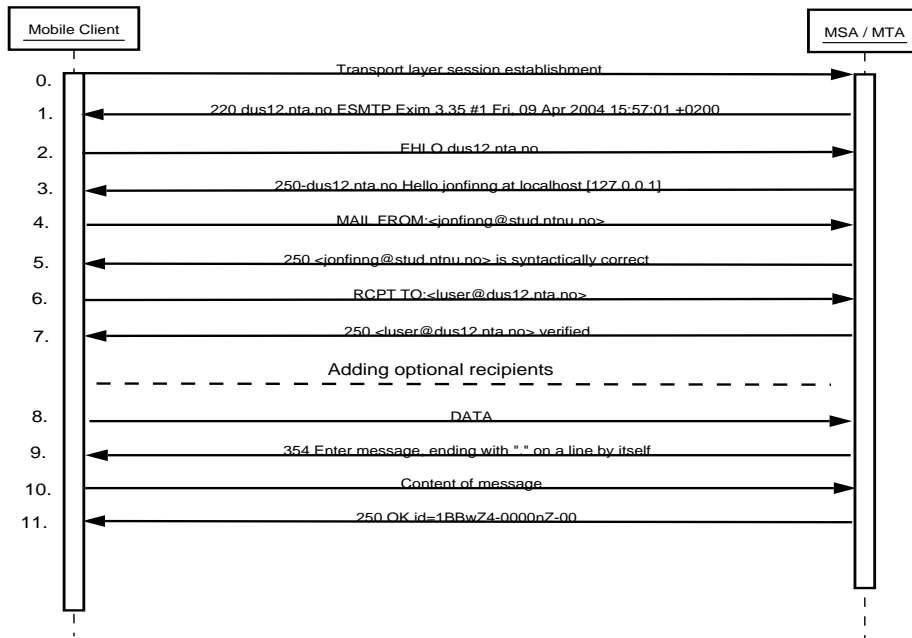 Mobile Client
MSA / MTA
0. Transport layer session establishment
1. 220 dus12.nta.no ESMTP Exim 3.35 #1 Fri, 09 Apr 2004 15:57:01 +0200
2. EHLO dus12.nta.no
3. 250-dus12.nta.no Hello jonfinng at localhost [127.0.0.1]
4. MAIL FROM:<jonfinng@stud.ntnu.no>
5. 250 <jonfinng@stud.ntnu.no> is syntactically correct
6. RCPT TO:<luser@dus12.nta.no>
7. 250 <luser@dus12.nta.no> verified
Adding optional recipients
8. DATA
9. 354 Enter message, ending with "." on a line by itself
10. Content of message
11. 250 OK id=1BBwZ4-0000nZ-00